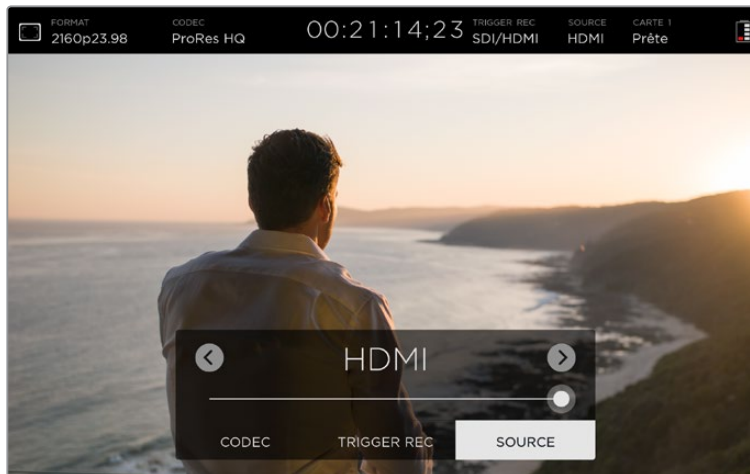 FORMAT
2160p23.98
CODEC
ProRes HQ
00:21:14;23
TRIGGER REC
SDI/HDMI
SOURCE
HDMI
CARTE 1
Prête
HDMI
CODEC
TRIGGER REC
SOURCE